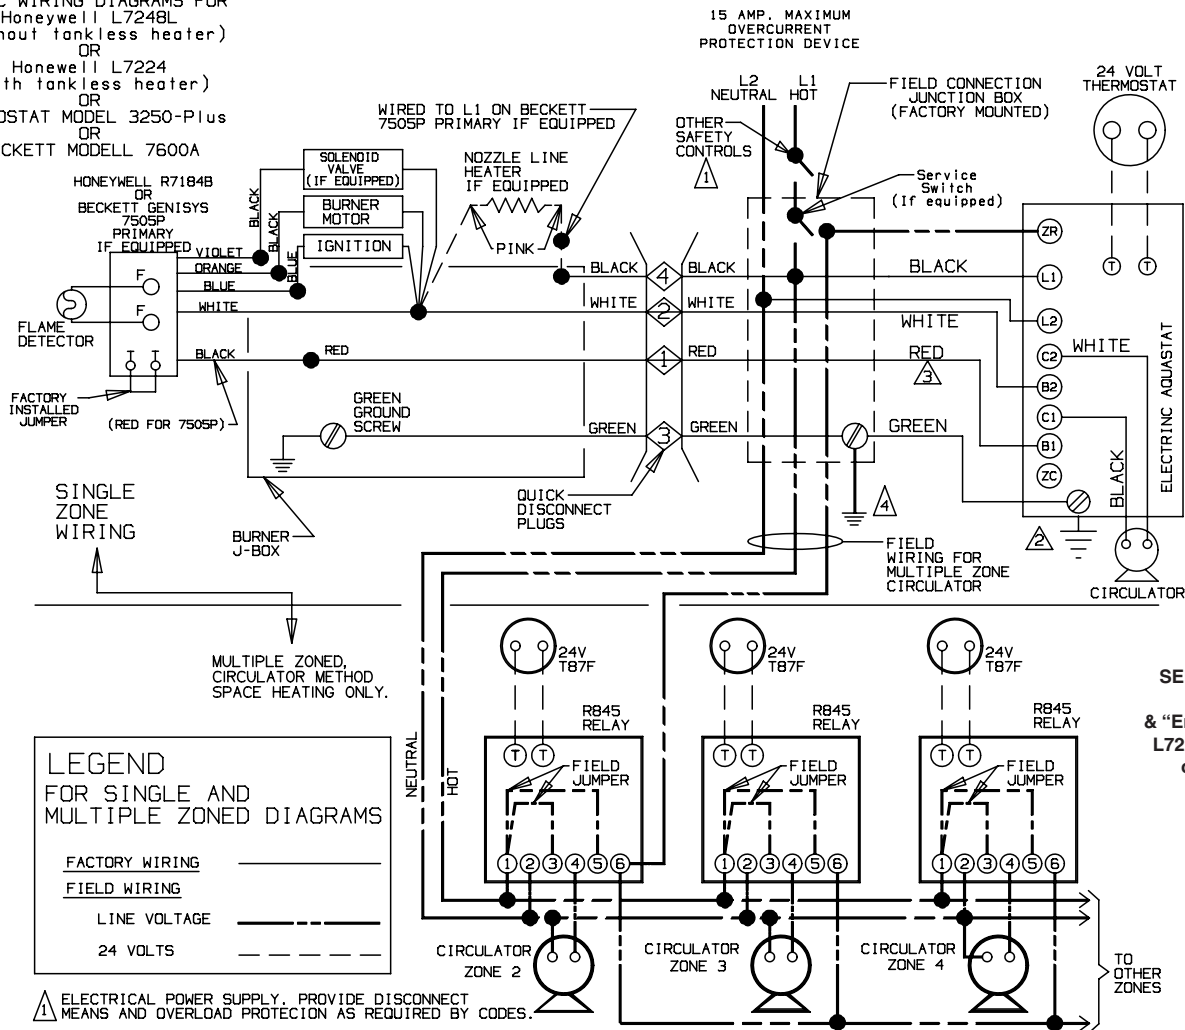 C WIRING DIAGRAMS FOR
Honeywell L7248L
hout tankless heater)
OR
Honewell L7224
th tankless heater)
OR
OSTAT MODEL 3250-Plus
OR
CKETT MODELL 7600A
15 AMP. MAXIMUM
OVERCURRENT
PROTECTION DEVICE
L2
NEUTRAL
L1
HOT
FIELD CONNECTION
JUNCTION BOX
(FACTORY MOUNTED)
24 VOLT
THERMOSTAT
WIRED TO L1 ON BECKETT
7505P PRIMARY IF EQUIPPED
OTHER
SAFETY
CONTROLS
1
Service
Switch
(If equipped)
HONEYWELL R7184B
OR
BECKETT GENISYS
7505P
PRIMARY
IF EQUIPPED
SOLENOID
VALVE
(IF EQUIPPED)
BURNER
MOTOR
IGNITION
NOZZLE LINE
HEATER
IF EQUIPPED
PINK
BLACK
BLACK
BLUE
VIOLET
ORANGE
BLUE
WHITE
F
F
T T
FLAME
DETECTOR
BLACK
RED
FACTORY
INSTALLED
JUMPER
(RED FOR 7505P)
GREEN
GROUND
SCREW
BLACK 4 BLACK
WHITE 2 WHITE
1 RED
GREEN 3 GREEN
BLACK
WHITE
RED
3
GREEN
T T
ZR
L1
L2
C2
B2
C1
B1
ZC
WHITE
BLACK
ELECTRINC AQUASTAT
2
4
CIRCULATOR
QUICK
DISCONNECT
PLUGS
BURNER
J-BOX
SINGLE
ZONE
WIRING
FIELD
WIRING FOR
MULTIPLE ZONE
CIRCULATOR
MULTIPLE ZONED,
CIRCULATOR METHOD
SPACE HEATING ONLY.
NEUTRAL
HOT
24V
T87F
R845
RELAY
T T
FIELD
JUMPER
1 2 3 4 5 6
24V
T87F
R845
RELAY
T T
FIELD
JUMPER
1 2 3 4 5 6
24V
T87F
R845
RELAY
T T
FIELD
JUMPER
1 2 3 4 5 6
SE
& “E
L72
LEGEND
FOR SINGLE AND
MULTIPLE ZONED DIAGRAMS
FACTORY WIRING
FIELD WIRING
LINE VOLTAGE
24 VOLTS
CIRCULATOR
ZONE 2
CIRCULATOR
ZONE 3
CIRCULATOR
ZONE 4
TO
OTHER
ZONES
1 ELECTRICAL POWER SUPPLY. PROVIDE DISCONNECT
MEANS AND OVERLOAD PROTECION AS REQUIRED BY CODES.